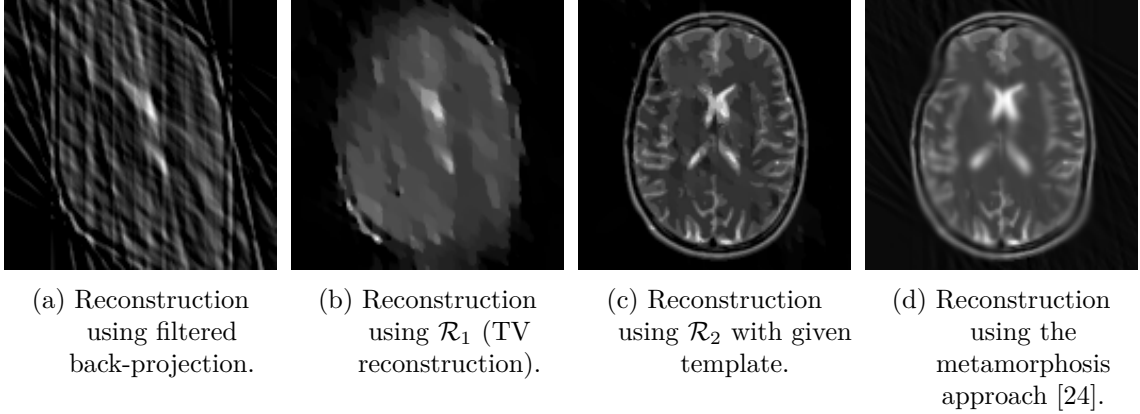 (a) Reconstruction
using filtered
back-projection.
(b) Reconstruction
using R₁ (TV
reconstruction).
(c) Reconstruction
using R₂ with given
template.
(d) Reconstruction
using the
metamorphosis
approach [24].